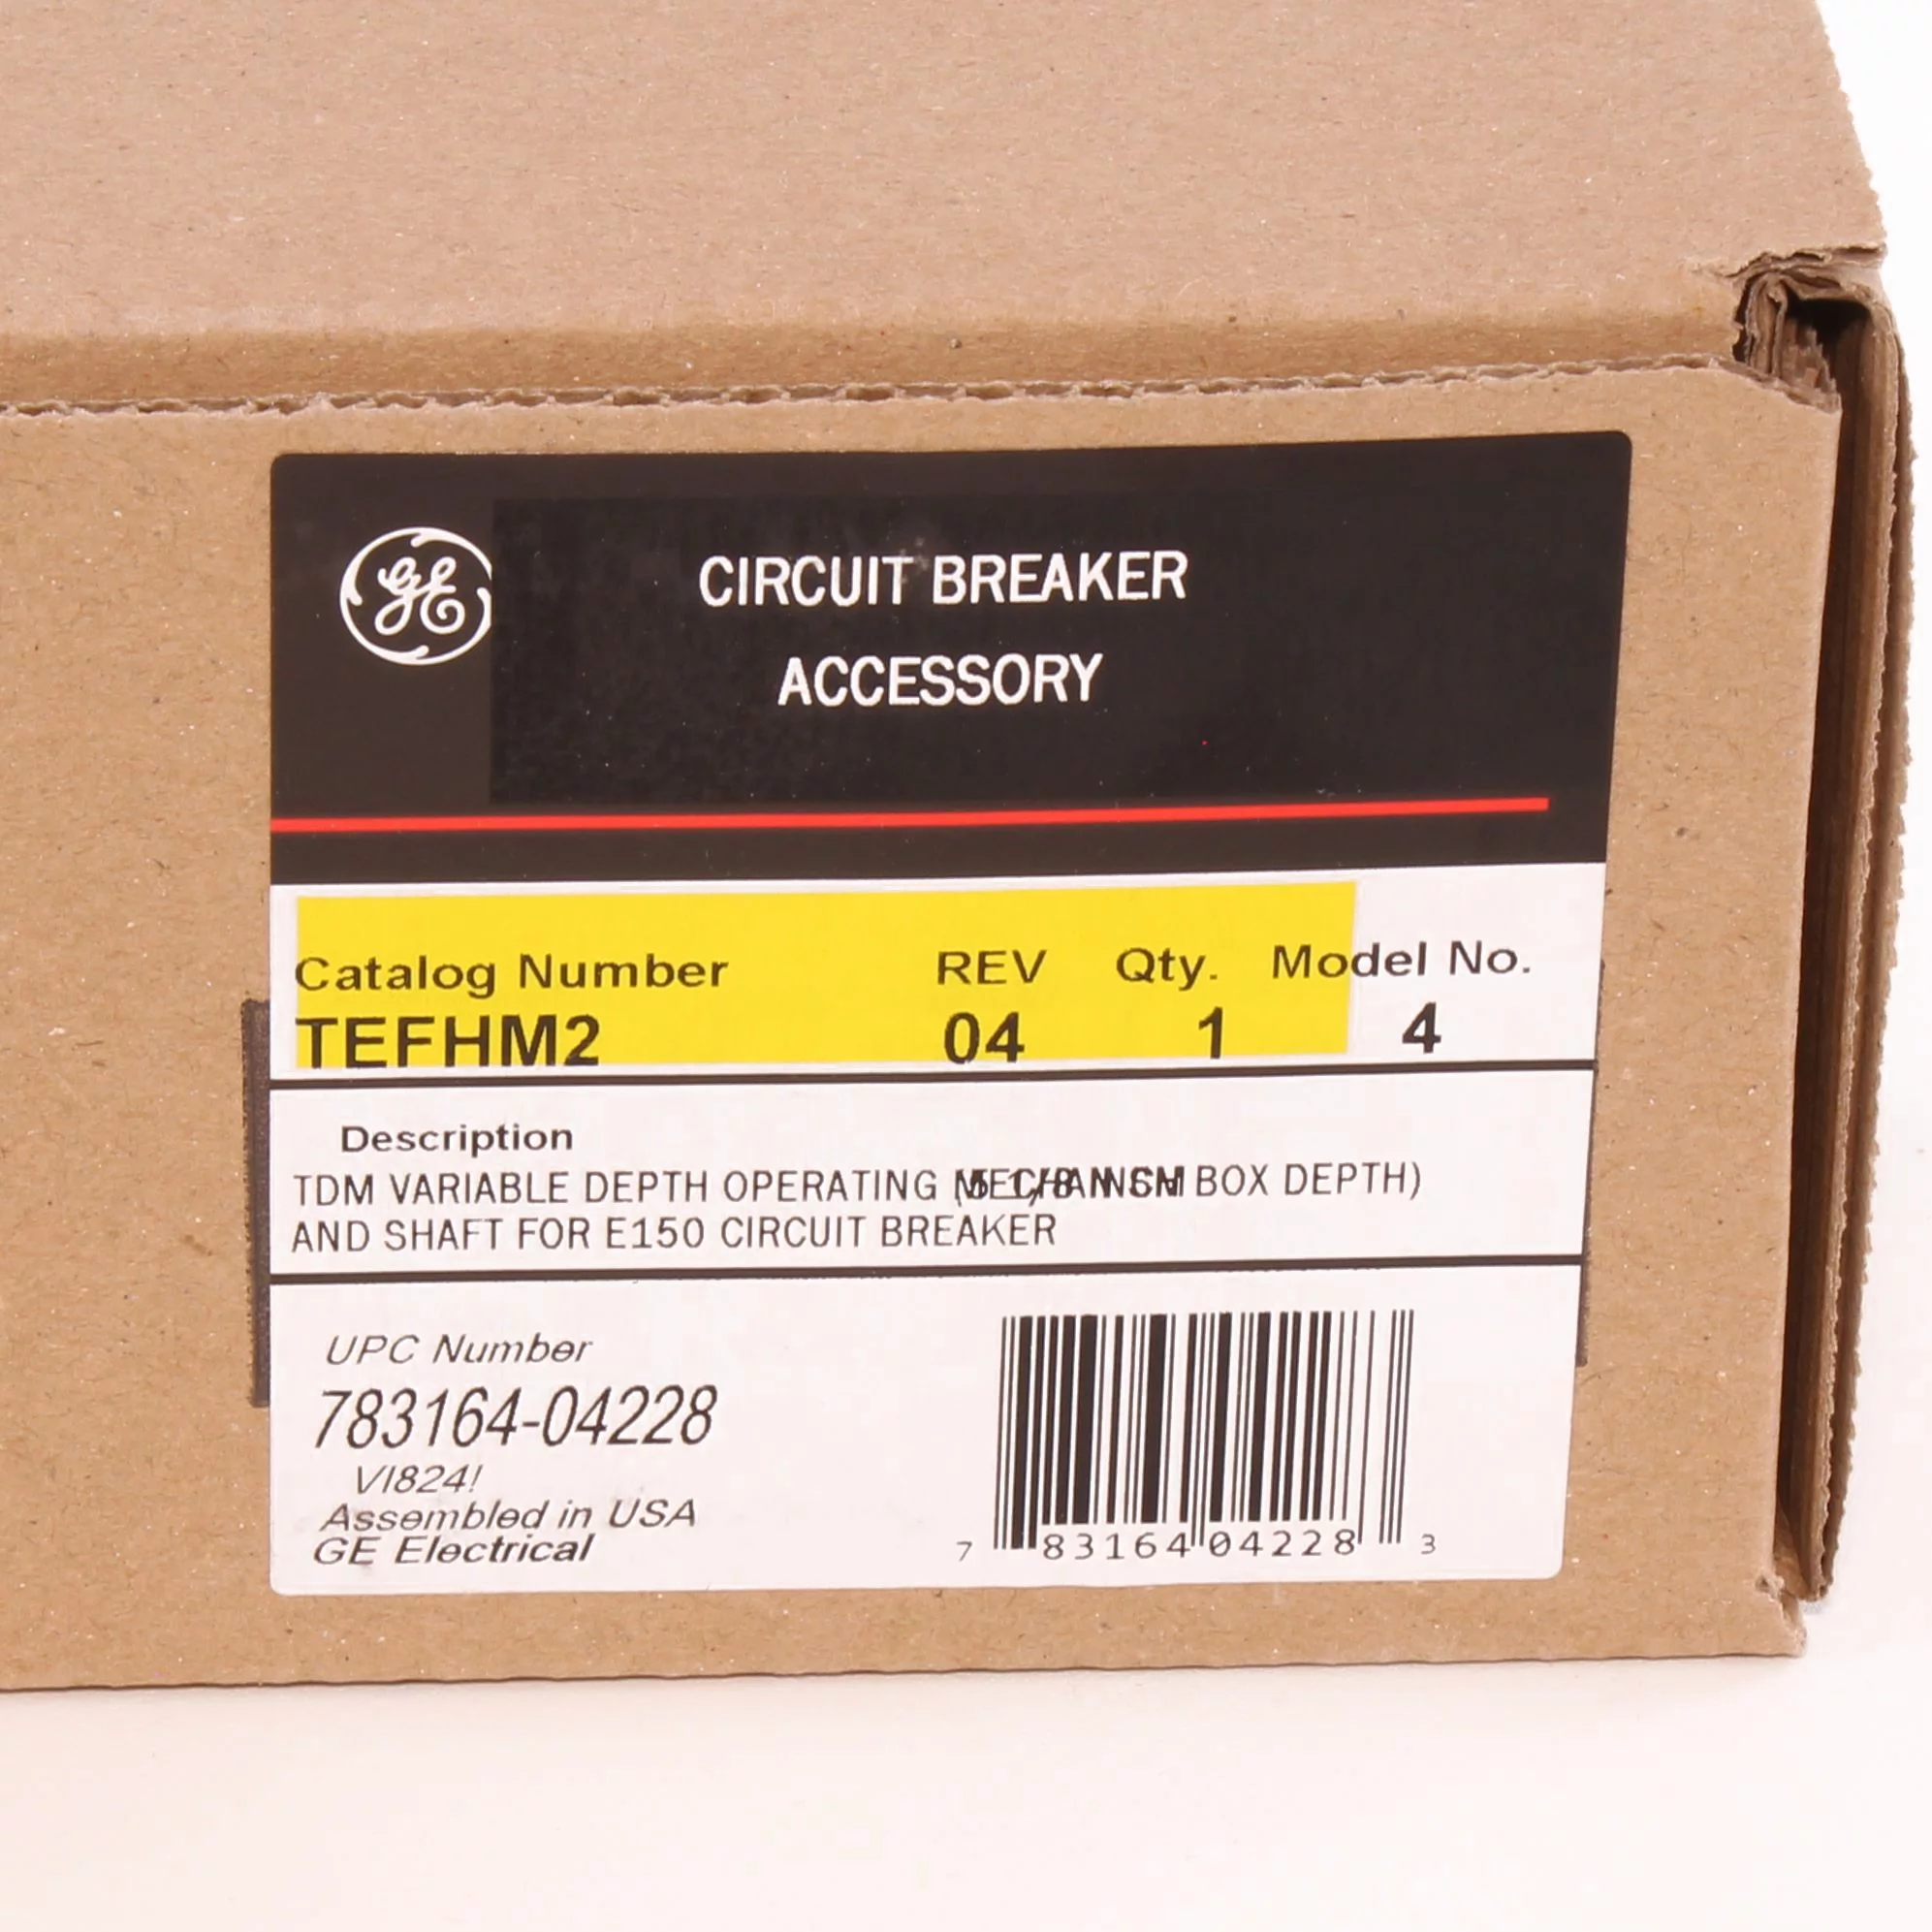 GE
CIRCUIT BREAKER
ACCESSORY
Catalog Number REV Qty. Model No.
TEFHM2 04 1 4
Description
TDM VARIABLE DEPTH OPERATING BOX DEPTH)
AND SHAFT FOR E150 CIRCUIT BREAKER
UPC Number
783164-04228
VI824!
Assembled in USA
GE Electrical
7 83164 04228 3